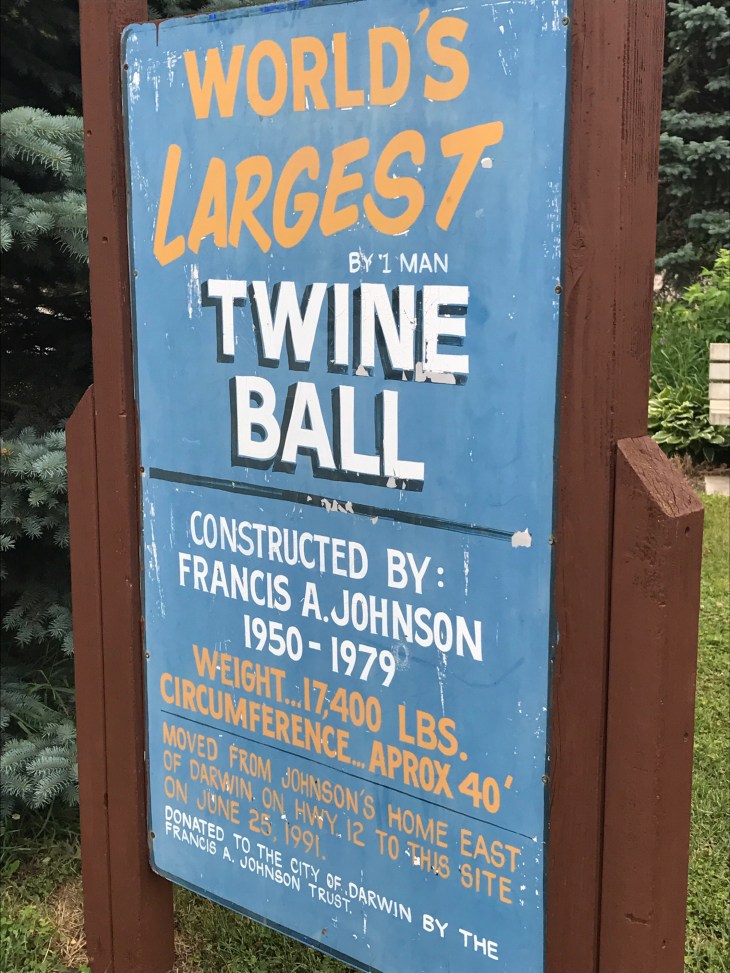 WORLD'S
LARGEST
BY 1 MAN
TWINE
BALL
CONSTRUCTED BY:
FRANCIS A. JOHNSON
1950 - 1979
WEIGHT...17,400 LBS.
CIRCUMFERENCE...APROX 40'
MOVED FROM JOHNSON'S HOME EAST
OF DARWIN ON HWY. 12 TO THIS SITE
ON JUNE 25, 1991.
DONATED TO THE CITY OF DARWIN BY THE
FRANCIS A. JOHNSON TRUST.